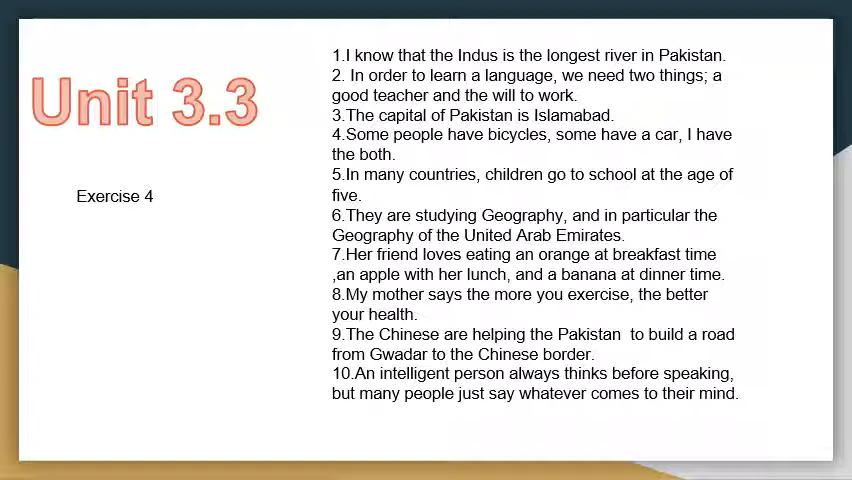 Unit 3.3
Exercise 4
1.I know that the Indus is the longest river in Pakistan.
2. In order to learn a language, we need two things; a
good teacher and the will to work.
3.The capital of Pakistan is Islamabad.
4.Some people have bicycles, some have a car, I have
the both.
5.In many countries, children go to school at the age of
five.
6.They are studying Geography, and in particular the
Geography of the United Arab Emirates.
7.Her friend loves eating an orange at breakfast time
,an apple with her lunch, and a banana at dinner time.
8.My mother says the more you exercise, the better
your health.
9.The Chinese are helping the Pakistan  to build a road
from Gwadar to the Chinese border.
10.An intelligent person always thinks before speaking,
but many people just say whatever comes to their mind.